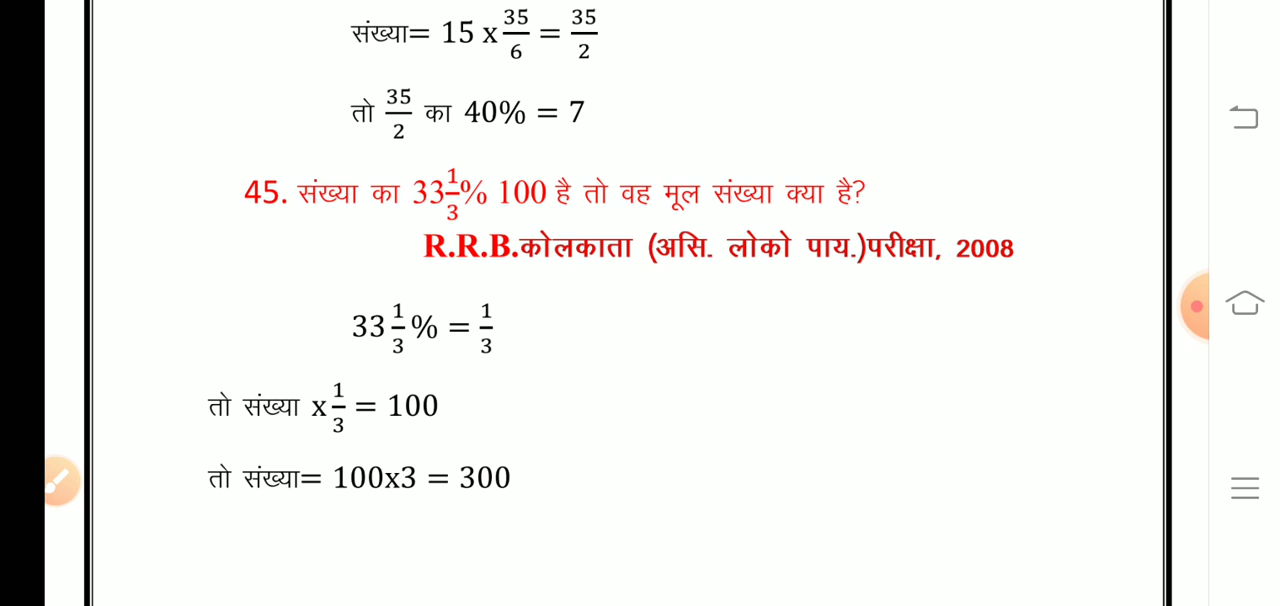 संख्या= 15 x 35/6 = 35/2
तो 35/2 का 40% = 7
45. संख्या का 33 1/3% 100 है तो वह मूल संख्या क्या है?
R.R.B.कोलकाता (असि. लोको पाय.)परीक्षा, 2008
33 1/3 % = 1/3
तो संख्या x 1/3 = 100
तो संख्या= 100x3 = 300